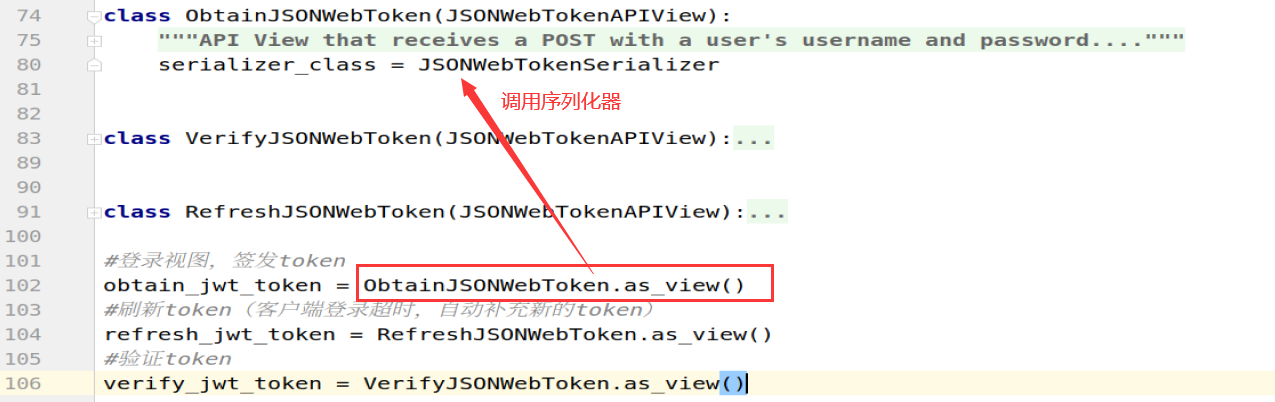 74 class ObtainJSONWebToken(JSONWebTokenAPIView):
75 """API View that receives a POST with a user's username and password...."""
80 serializer_class = JSONWebTokenSerializer
81
调用序列化器
82
83 class VerifyJSONWebToken(JSONWebTokenAPIView):...
89
90
91 class RefreshJSONWebToken(JSONWebTokenAPIView):...
100
101 #登录视图，签发token
102 obtain_jwt_token = ObtainJSONWebToken.as_view()
103 #刷新token（客户端登录超时，自动补充新的token）
104 refresh_jwt_token = RefreshJSONWebToken.as_view()
105 #验证token
106 verify_jwt_token = VerifyJSONWebToken.as_view()